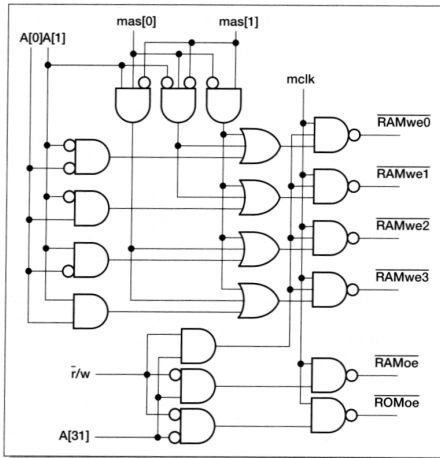 mas[0] mas[1]
A[0]A[1]
mclk
RAMwe0
RAMwe1
RAMwe2
RAMwe3
r̄/w
RAMoe
ROMoe
A[31]